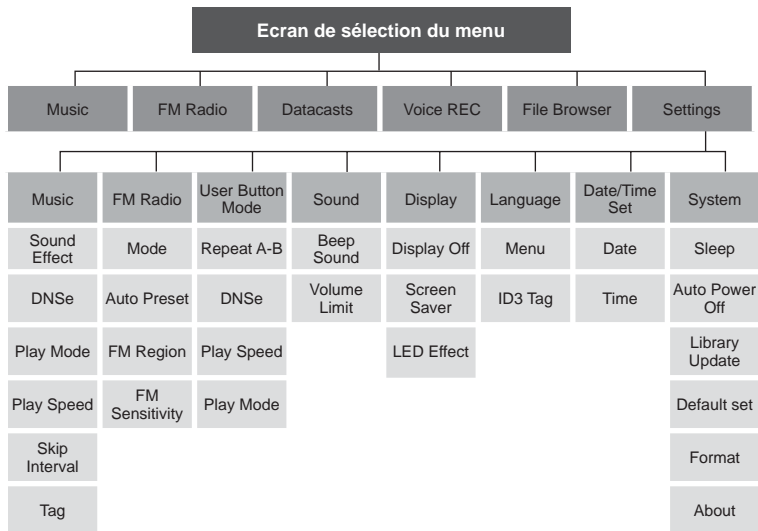 Ecran de sélection du menu
Music FM Radio Datacasts Voice REC File Browser Settings
Music FM Radio User Button Mode Sound Display Language Date/Time Set System
Sound Effect Mode Repeat A-B Beep Sound Display Off Menu Date Sleep
DNSe Auto Preset DNSe Volume Limit Screen Saver ID3 Tag Time Auto Power Off
Play Mode FM Region Play Speed LED Effect Library Update
Play Speed FM Sensitivity Play Mode Default set
Skip Interval Format
Tag About